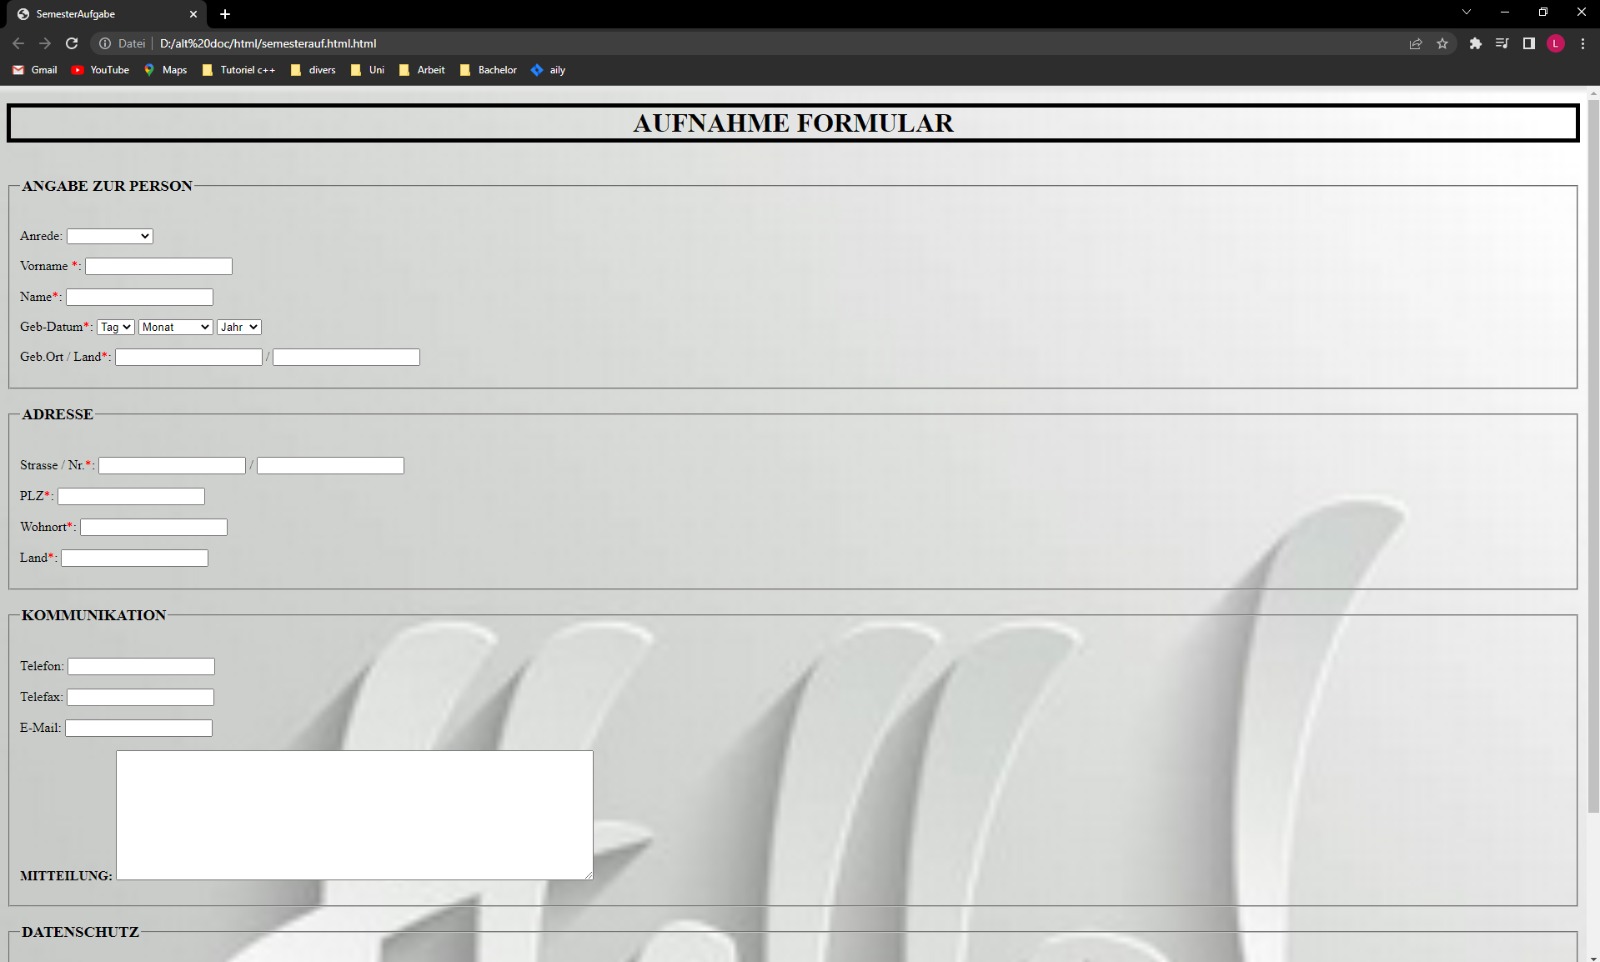 SemesterAufgabe
Datei D:/alt%20doc/html/semesterauf.html.html
L
Gmail YouTube Maps Tutoriel c++ divers Uni Arbeit Bachelor aily
AUFNAHME FORMULAR
ANGABE ZUR PERSON
Anrede:
Vorname *:
Name*:
Geb-Datum*: Tag Monat Jahr
Geb.Ort / Land*: /
ADRESSE
Strasse / Nr.*: /
PLZ*:
Wohnort*:
Land*:
KOMMUNIKATION
Telefon:
Telefax:
E-Mail:
MITTEILUNG:
DATENSCHUTZ